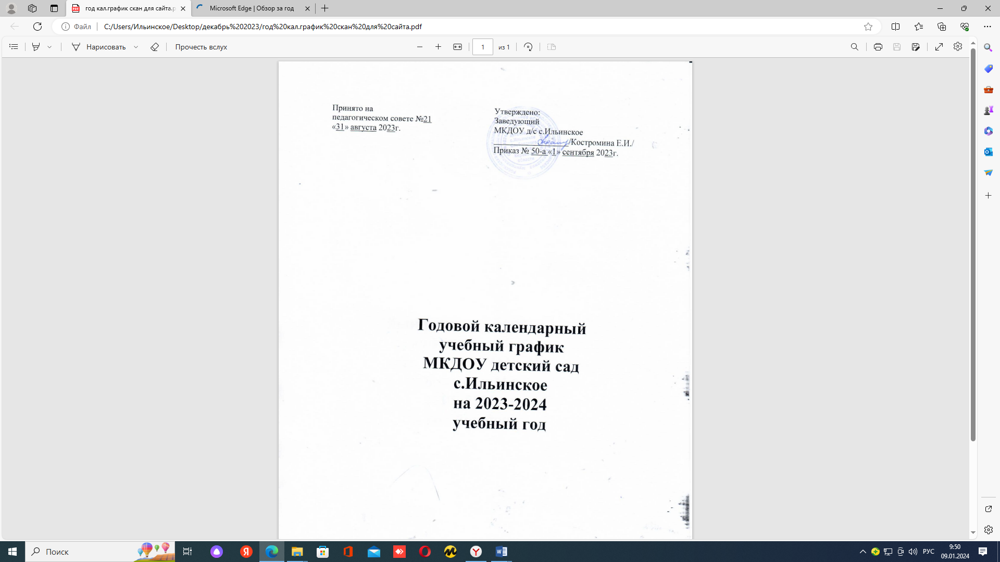 год кал.график скан для сайта.p
Microsoft Edge | Обзор за год
Файл
C:/Users/Ильинское/Desktop/декабрь%202023/год%20кал.график%20скан%20для%20сайта.pdf
Нарисовать
Прочесть вслух
1
из 1
Принято на
педагогическом совете №21
«31» августа 2023г.
Утверждено:
Заведующий
МКДОУ д/с с.Ильинское
/Костромина Е.И./
Приказ № 50-а «1» сентября 2023г.
Годовой календарный
учебный график
МКДОУ детский сад
с.Ильинское
на 2023-2024
учебный год
Поиск
РУС
9:50
09.01.2024